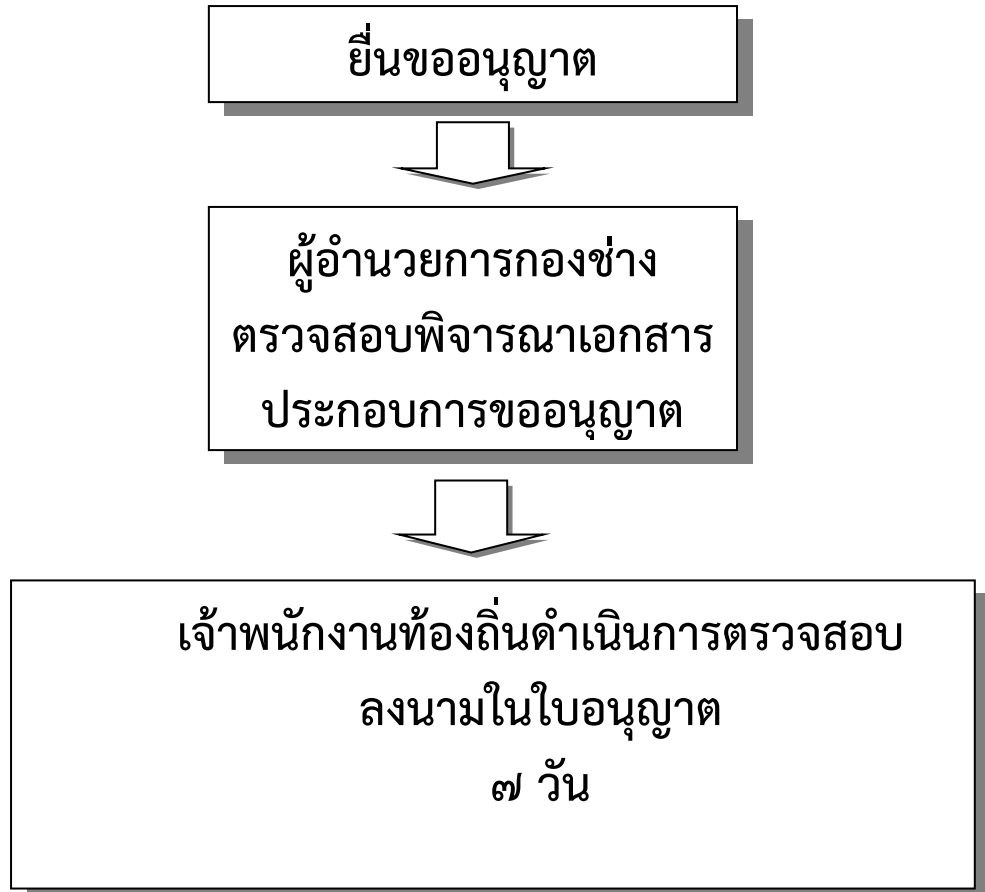 ยื่นขออนุญาต
ผู้อำนวยการกองช่าง
ตรวจสอบพิจารณาเอกสาร
ประกอบการขออนุญาต
เจ้าพนักงานท้องถิ่นดำเนินการตรวจสอบ
ลงนามในใบอนุญาต
๗ วัน